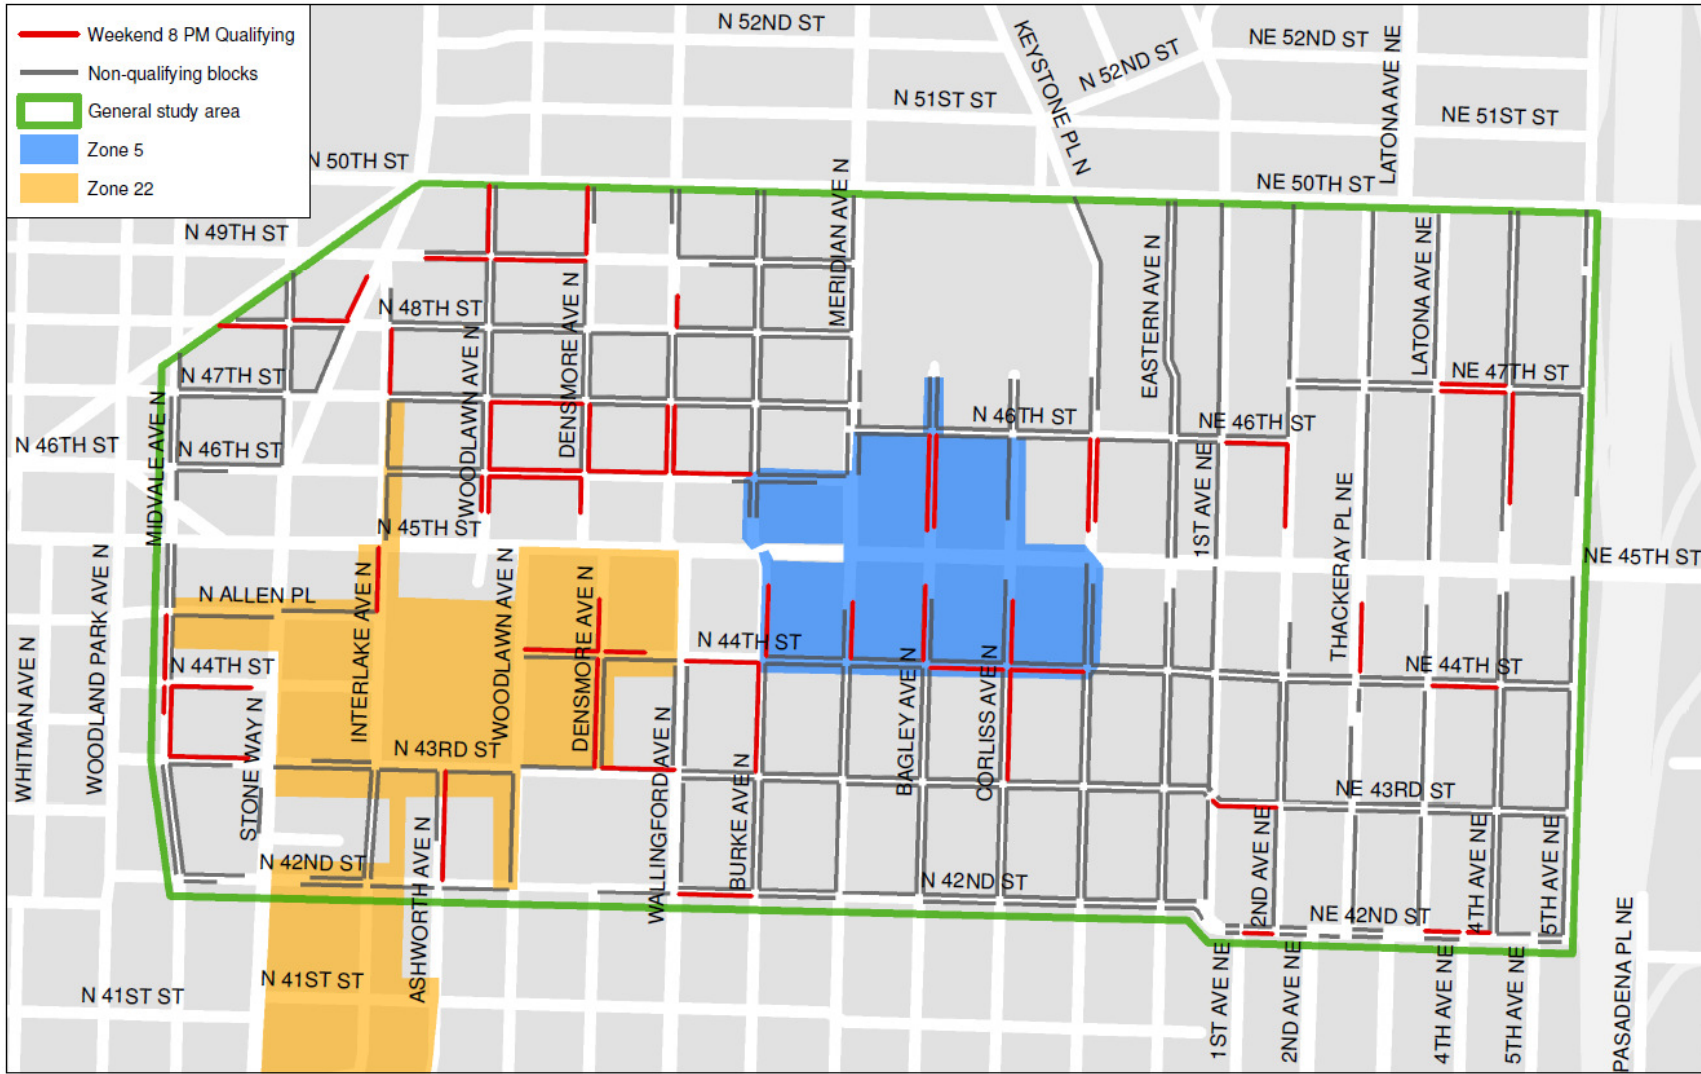 Weekend 8 PM Qualifying
Non-qualifying blocks
General study area
Zone 5
Zone 22
N 52ND ST
KEYSTONE PL N
N 52ND ST
NE 52ND ST
LATONA AVE NE
N 51ST ST
NE 51ST ST
N 50TH ST
MERIDIAN AVE N
NE 50TH ST
N 49TH ST
N 48TH ST
DENSMORE AVE N
WOODLAWN AVE N
EASTERN AVE N
LATONA AVE NE
N 47TH ST
NE 47TH ST
MIDVALE AVE N
N 46TH ST
N 46TH ST
N 46TH ST
NE 46TH ST
1ST AVE NE
THACKERAY PL NE
N 45TH ST
NE 45TH ST
WOODLAND PARK AVE N
N ALLEN PL
INTERLAKE AVE N
WOODLAWN AVE N
DENSMORE AVE N
WHITMAN AVE N
N 44TH ST
N 44TH ST
NE 44TH ST
STONE WAY N
N 43RD ST
WALLINGFORD AVE N
BURKE AVE N
BAGLEY AVE N
CORLISS AVE N
NE 43RD ST
2ND AVE NE
4TH AVE NE
5TH AVE NE
N 42ND ST
ASHWORTH AVE N
N 42ND ST
NE 42ND ST
N 41ST ST
N 41ST ST
1ST AVE NE
2ND AVE NE
4TH AVE NE
5TH AVE NE
PASADENA PL NE